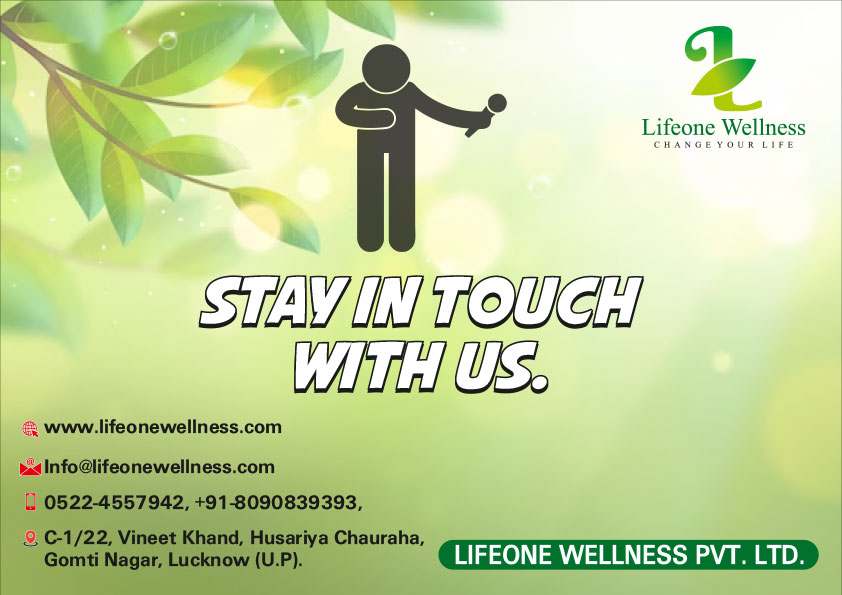 Lifeone Wellness
CHANGE YOUR LIFE
STAY IN TOUCH
WITH US.
www.lifeonewellness.com
Info@lifeonewellness.com
0522-4557942, +91-8090839393,
C-1/22, Vineet Khand, Husariya Chauraha,
Gomti Nagar, Lucknow (U.P).
LIFEONE WELLNESS PVT. LTD.